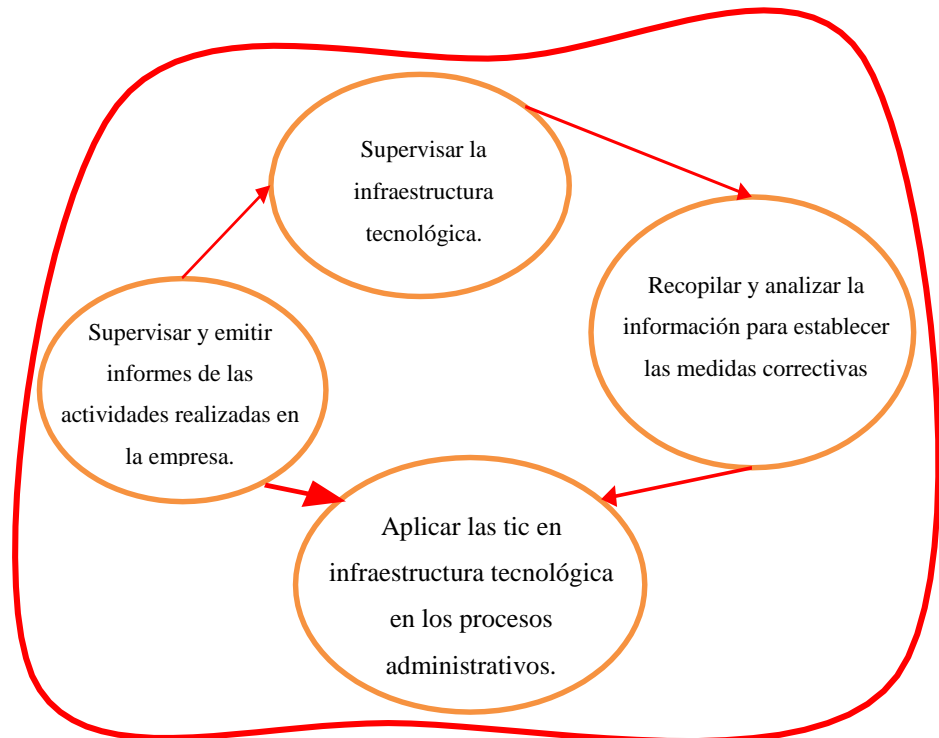 Supervisar la
infraestructura
tecnológica.
Recopilar y analizar la
información para establecer
las medidas correctivas
Supervisar y emitir
informes de las
actividades realizadas en
la empresa.
Aplicar las tic en
infraestructura tecnológica
en los procesos
administrativos.